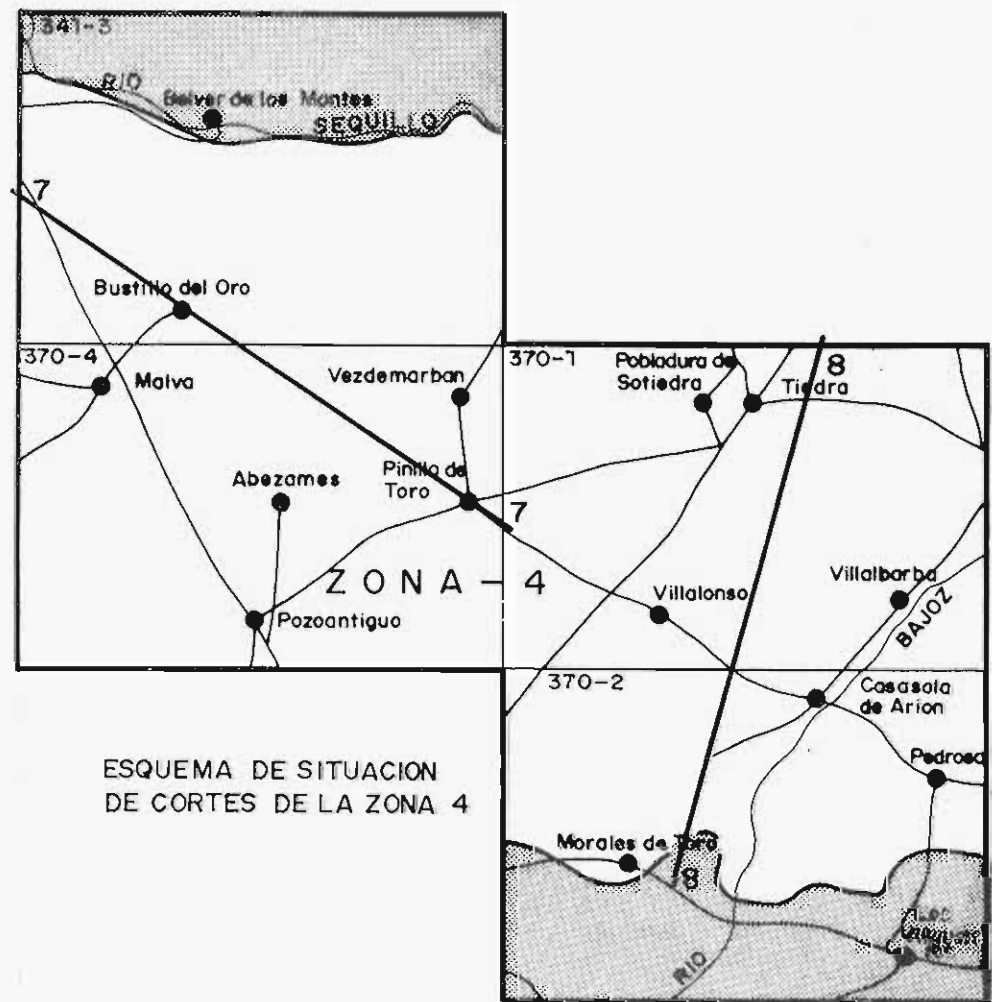 341-3
RIO
Belver de los Montes
SEQUILLO
7
Bustillo del Oro
370-4
Malva
Vezdemarban
370-1
Pobladura de
Sotiedra
8
Tiedra
Abezames
Pinilla de
Toro
7
ZONA-4
Pozoantiguo
Villalonso
Villalbarba
BAJOZ
370-2
Casasola
de Arion
Pedrosa
ESQUEMA DE SITUACION
DE CORTES DE LA ZONA 4
Morales de Toro
8
RIO